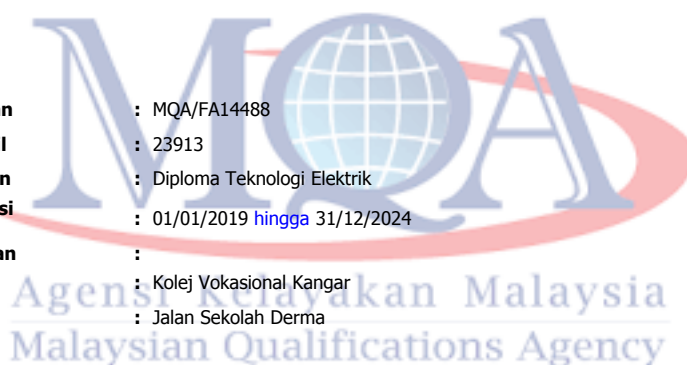 MQA
an : MQA/FA14488
l : 23913
n : Diploma Teknologi Elektrik
si : 01/01/2019 hingga 31/12/2024
an :
: Kolej Vokasional Kangar
: Jalan Sekolah Derma
Agensi Kelayakan Malaysia
Malaysian Qualifications Agency